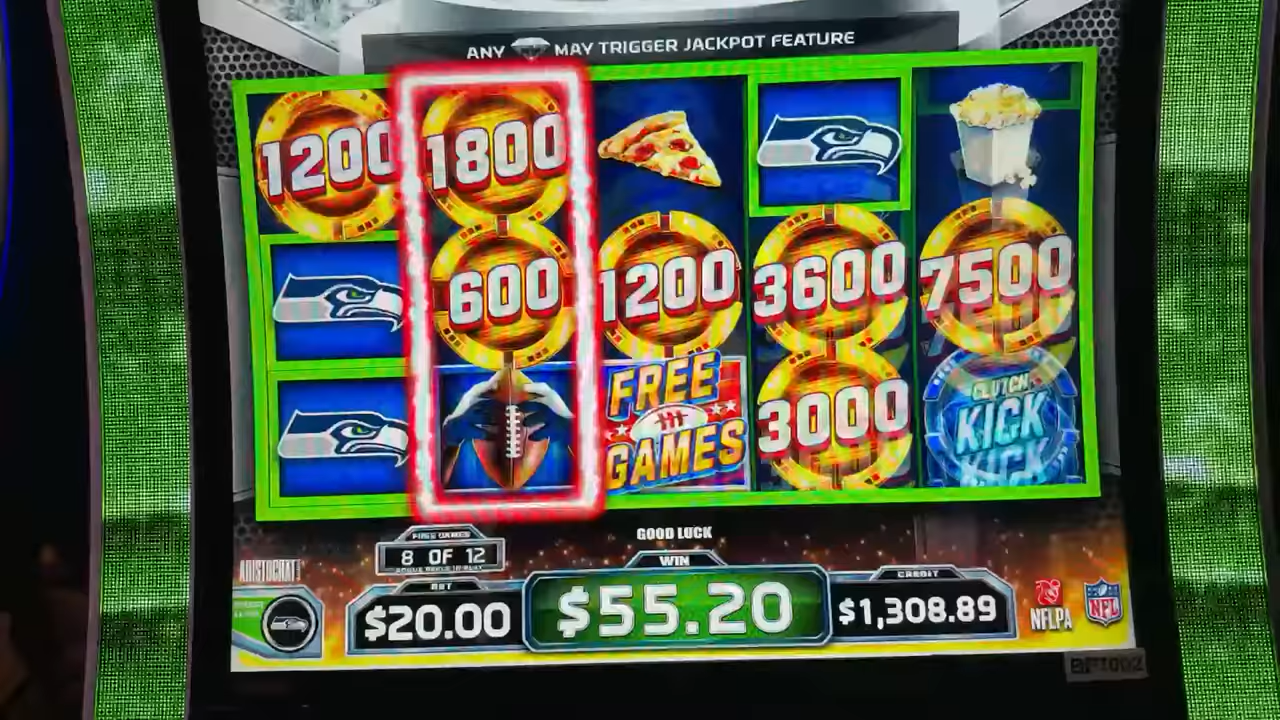 ANY MAY TRIGGER JACKPOT FEATURE
1200 1800
600 1200 3600 7500
FREE GAMES 3000 CLUTCH KICK
GOOD LUCK
FREE GAMES
8 OF 12
ARISTOCRAT
BET
$20.00
WIN
$55.20
CREDIT
$1,308.89
NFLPA
NFL